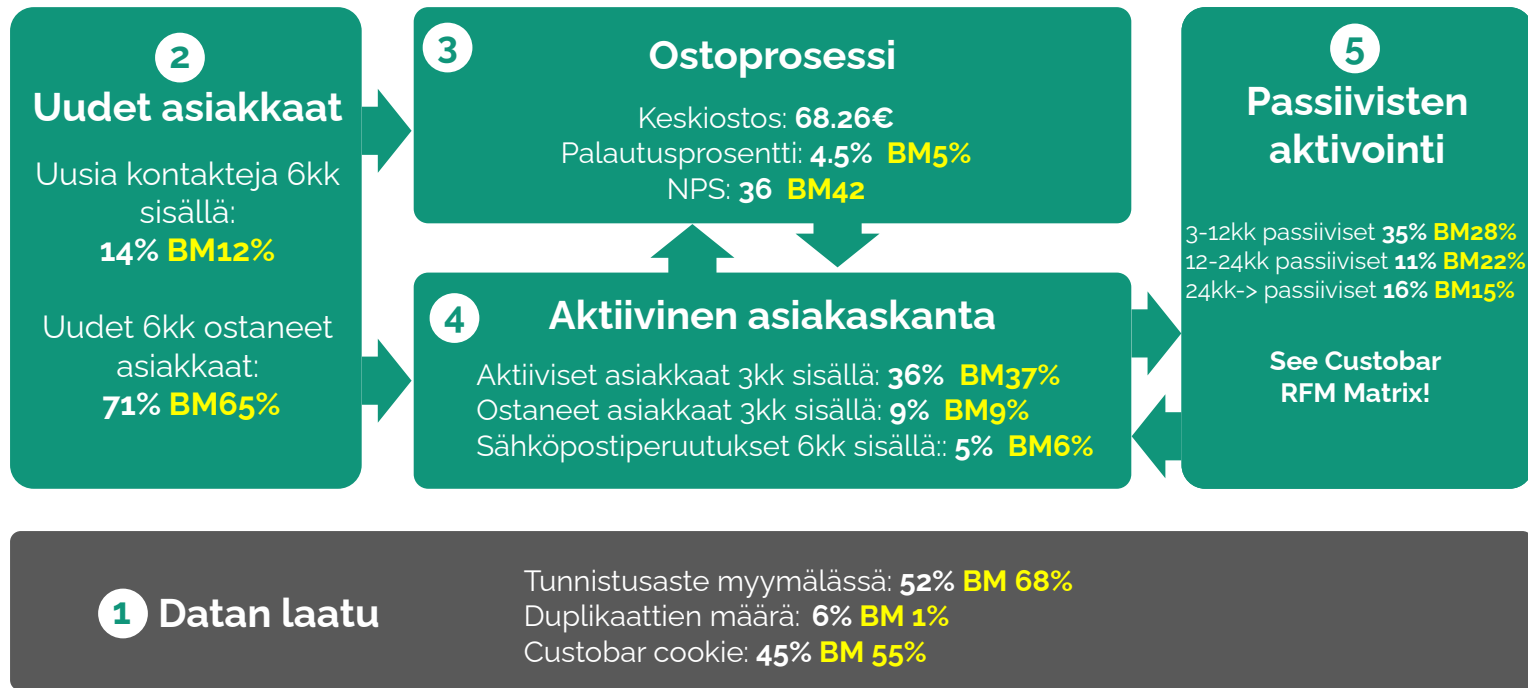 2
Uudet asiakkaat
Uusia kontakteja 6kk
sisällä:
14% BM12%
Uudet 6kk ostaneet
asiakkaat:
71% BM65%
3
Ostoprosessi
Keskiostos: 68.26€
Palautusprosentti: 4.5% BM5%
NPS: 36 BM42
4 Aktiivinen asiakaskanta
Aktiiviset asiakkaat 3kk sisällä: 36% BM37%
Ostaneet asiakkaat 3kk sisällä: 9% BM9%
Sähköpostiperuutukset 6kk sisällä:: 5% BM6%
5
Passiivisten
aktivointi
3-12kk passiiviset 35% BM28%
12-24kk passiiviset 11% BM22%
24kk-> passiiviset 16% BM15%
See Custobar
RFM Matrix!
1 Datan laatu
Tunnistusaste myymälässä: 52% BM 68%
Duplikaattien määrä: 6% BM 1%
Custobar cookie: 45% BM 55%